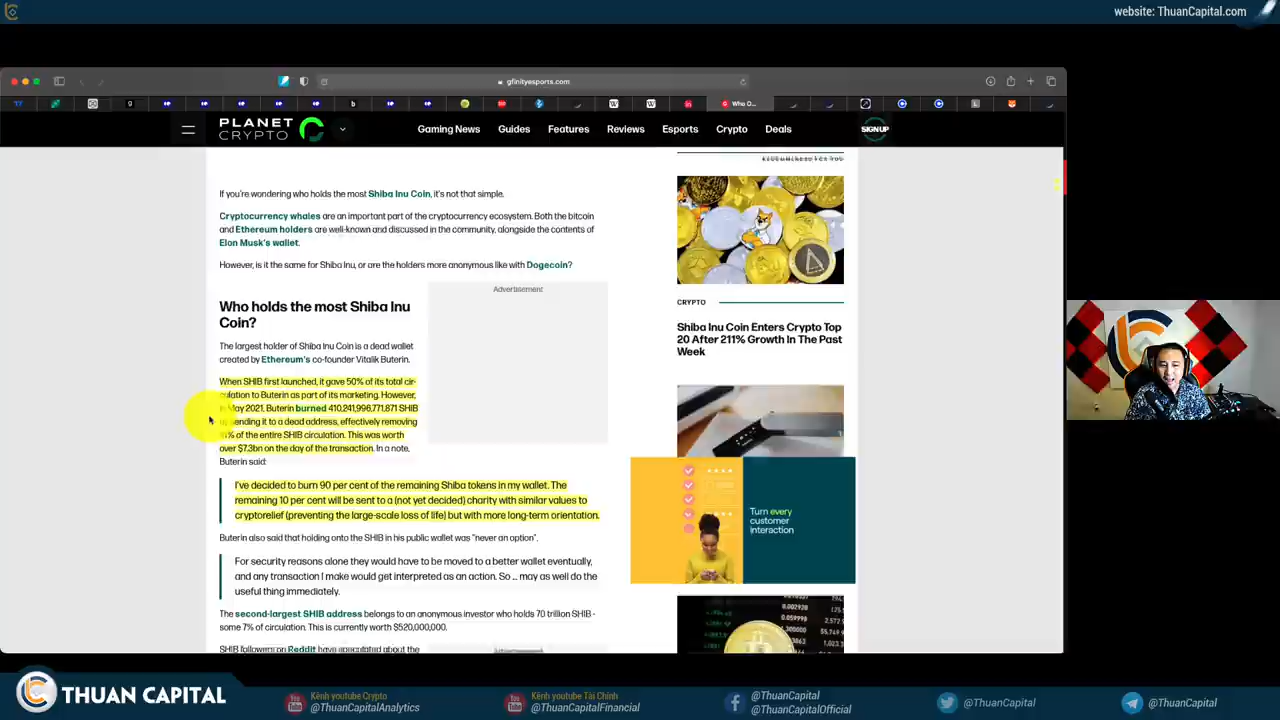 website: ThuanCapital.com
gfinityesports.com
Who O...
PLANET
CRYPTO
Gaming News
Guides
Features
Reviews
Esports
Crypto
Deals
SIGN UP
If you're wondering who holds the most Shiba Inu Coin, it's not that simple.
Cryptocurrency whales are an important part of the cryptocurrency ecosystem. Both the bitcoin
and Ethereum holders are well-known and discussed in the community, alongside the contents of
Elon Musk's wallet.
However, is it the same for Shiba Inu, or are the holders more anonymous like with Dogecoin?
Advertisement
Who holds the most Shiba Inu
Coin?
The largest holder of Shiba Inu Coin is a dead wallet
created by Ethereum's co-founder Vitalik Buterin.
When SHIB first launched, it gave 50% of its total cir-
culation to Buterin as part of its marketing. However,
in May 2021, Buterin burned 410,241,996,771,871 SHIB
by sending it to a dead address, effectively removing
of the entire SHIB circulation. This was worth
over $7.3bn on the day of the transaction. In a note,
Buterin said:
I've decided to burn 90 per cent of the remaining Shiba tokens in my wallet. The
remaining 10 per cent will be sent to a (not yet decided) charity with similar values to
cryptorelief (preventing the large-scale loss of life) but with more long-term orientation.
Buterin also said that holding onto the SHIB in his public wallet was "never an option".
For security reasons alone they would have to be moved to a better wallet eventually,
and any transaction I make would get interpreted as an action. So ... may as well do the
useful thing immediately.
The second-largest SHIB address belongs to an anonymous investor who holds 70 trillion SHIB -
some 7% of circulation. This is currently worth $520,000,000.
SHIB followers on Reddit have speculated about the
CRYPTO
Shiba Inu Coin Enters Crypto Top
20 After 211% Growth In The Past
Week
Turn every
customer
interaction
THUAN CAPITAL
Kênh youtube Crypto
@ThuanCapitalAnalytics
Kênh youtube Tài Chính
@ThuanCapitalFinancial
@ThuanCapital
@ThuanCapitalOfficial
@ThuanCapital
@ThuanCapital